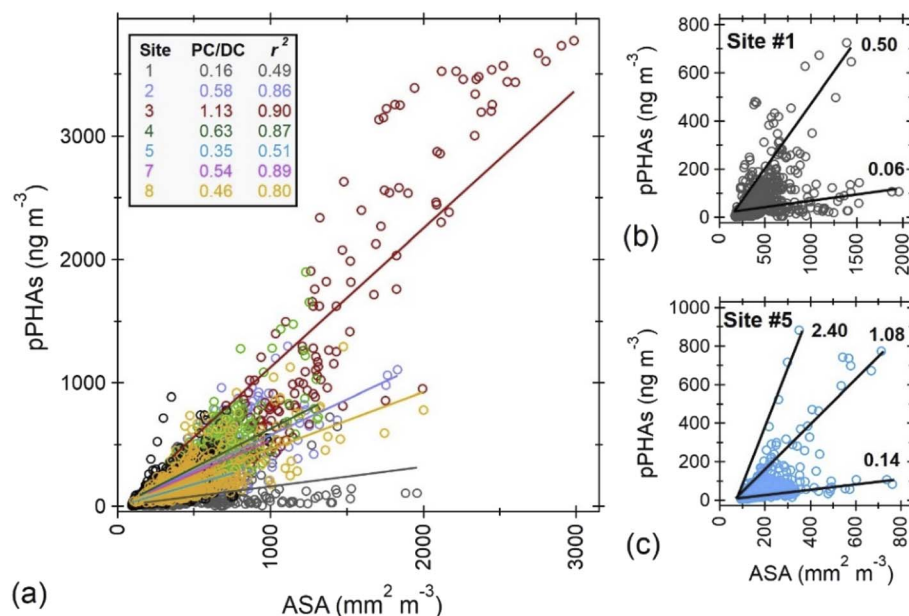 Site PC/DC r²
1 0.16 0.49
2 0.58 0.86
3 1.13 0.90
4 0.63 0.87
5 0.35 0.51
7 0.54 0.89
8 0.46 0.80
3000
2000
1000
0
pPHAs (ng m⁻³)
0
1000
2000
3000
ASA (mm² m⁻³)
(a)
Site #1
0.50
0.06
800
600
400
200
0
pPHAs (ng m⁻³)
0 500 1000 1500 2000
(b)
Site #5
2.40
1.08
0.14
1000
800
600
400
200
0
pPHAs (ng m⁻³)
0 200 400 600 800
ASA (mm² m⁻³)
(c)